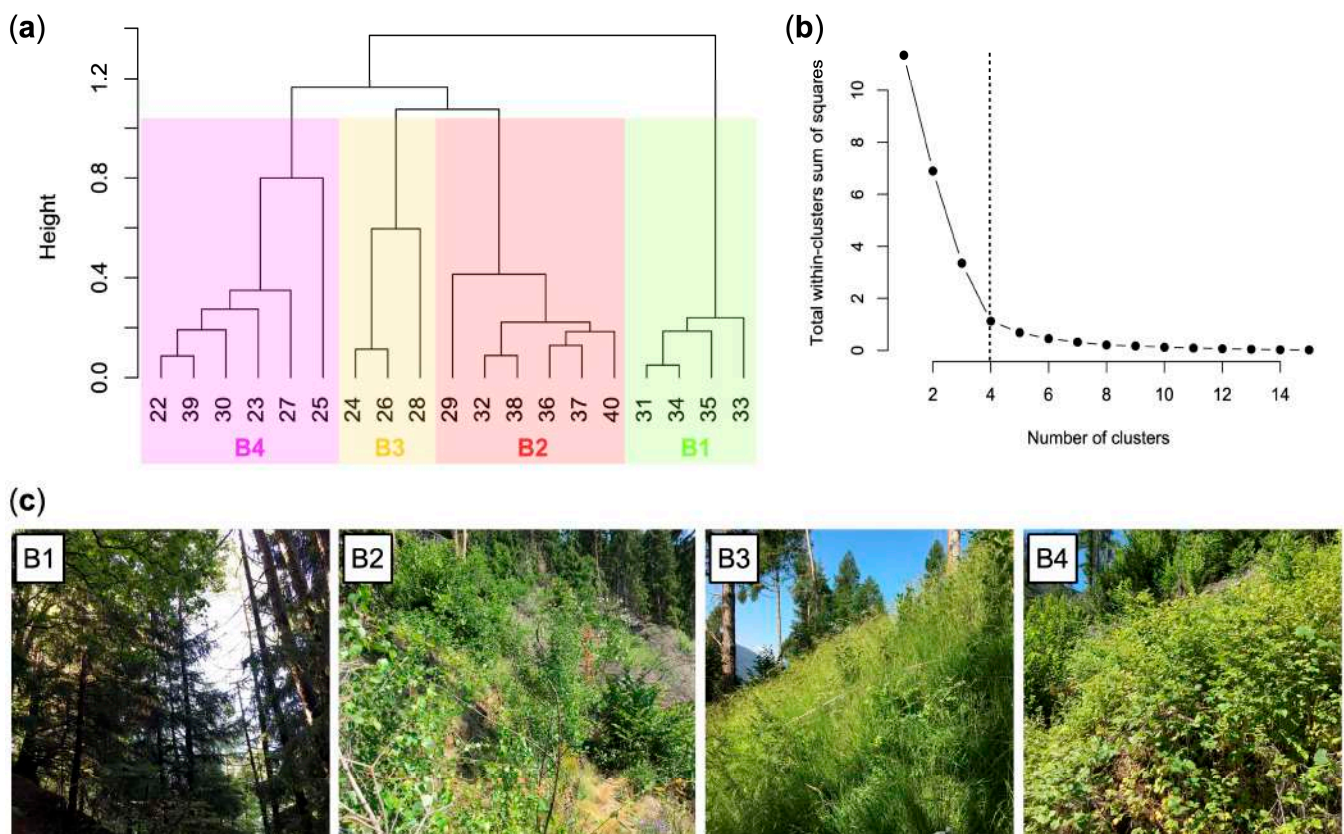 (a)
Height
0.0
0.4
0.8
1.2
22 39 30 23 27 25 24 26 28 29 32 38 36 37 40 31 34 35 33
B4 B3 B2 B1
(b)
Total within-clusters sum of squares
0
2
4
6
8
10
2 4 6 8 10 12 14
Number of clusters
(c)
B1 B2 B3 B4